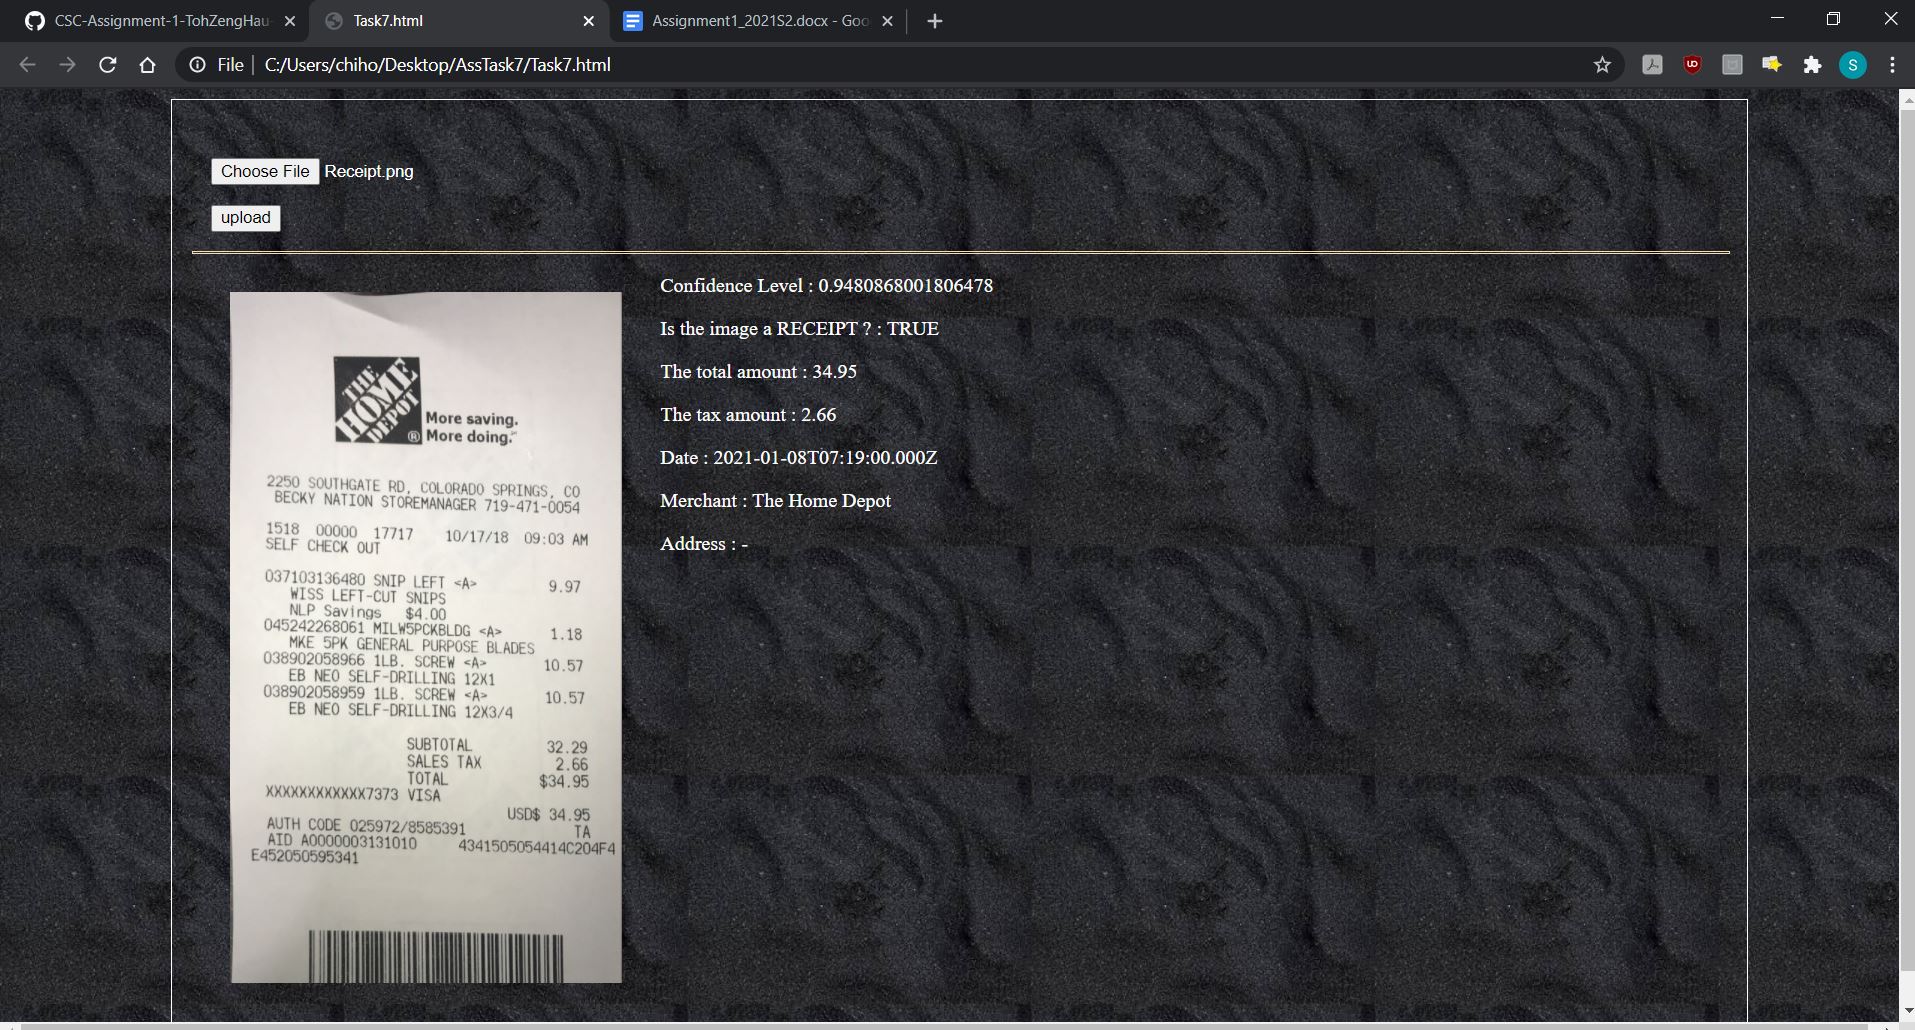 CSC-Assignment-1-TohZengHau
Task7.html
Assignment1_2021S2.docx - Goo
File
C:/Users/chiho/Desktop/AssTask7/Task7.html
S
Choose File Receipt.png
upload
THE
HOME
DEPOT
®
More saving.
More doing.
2250 SOUTHGATE RD, COLORADO SPRINGS, CO
BECKY NATION STOREMANAGER 719-471-0054
1518 00000 17717 10/17/18 09:03 AM
SELF CHECK OUT
037103136480 SNIP LEFT <A> 9.97
WISS LEFT-CUT SNIPS
NLP Savings $4.00
045242268061 MILW5PCKBLDG <A> 1.18
MKE 5PK GENERAL PURPOSE BLADES
038902058966 1LB. SCREW <A> 10.57
EB NEO SELF-DRILLING 12X1
038902058959 1LB. SCREW <A> 10.57
EB NEO SELF-DRILLING 12X3/4
SUBTOTAL 32.29
SALES TAX 2.66
TOTAL $34.95
XXXXXXXXXXXX7373 VISA
USD$ 34.95
AUTH CODE 025972/8585391 TA
AID A0000003131010 4341505054414C204F4
E452050595341
Confidence Level : 0.9480868001806478
Is the image a RECEIPT ? : TRUE
The total amount : 34.95
The tax amount : 2.66
Date : 2021-01-08T07:19:00.000Z
Merchant : The Home Depot
Address : -